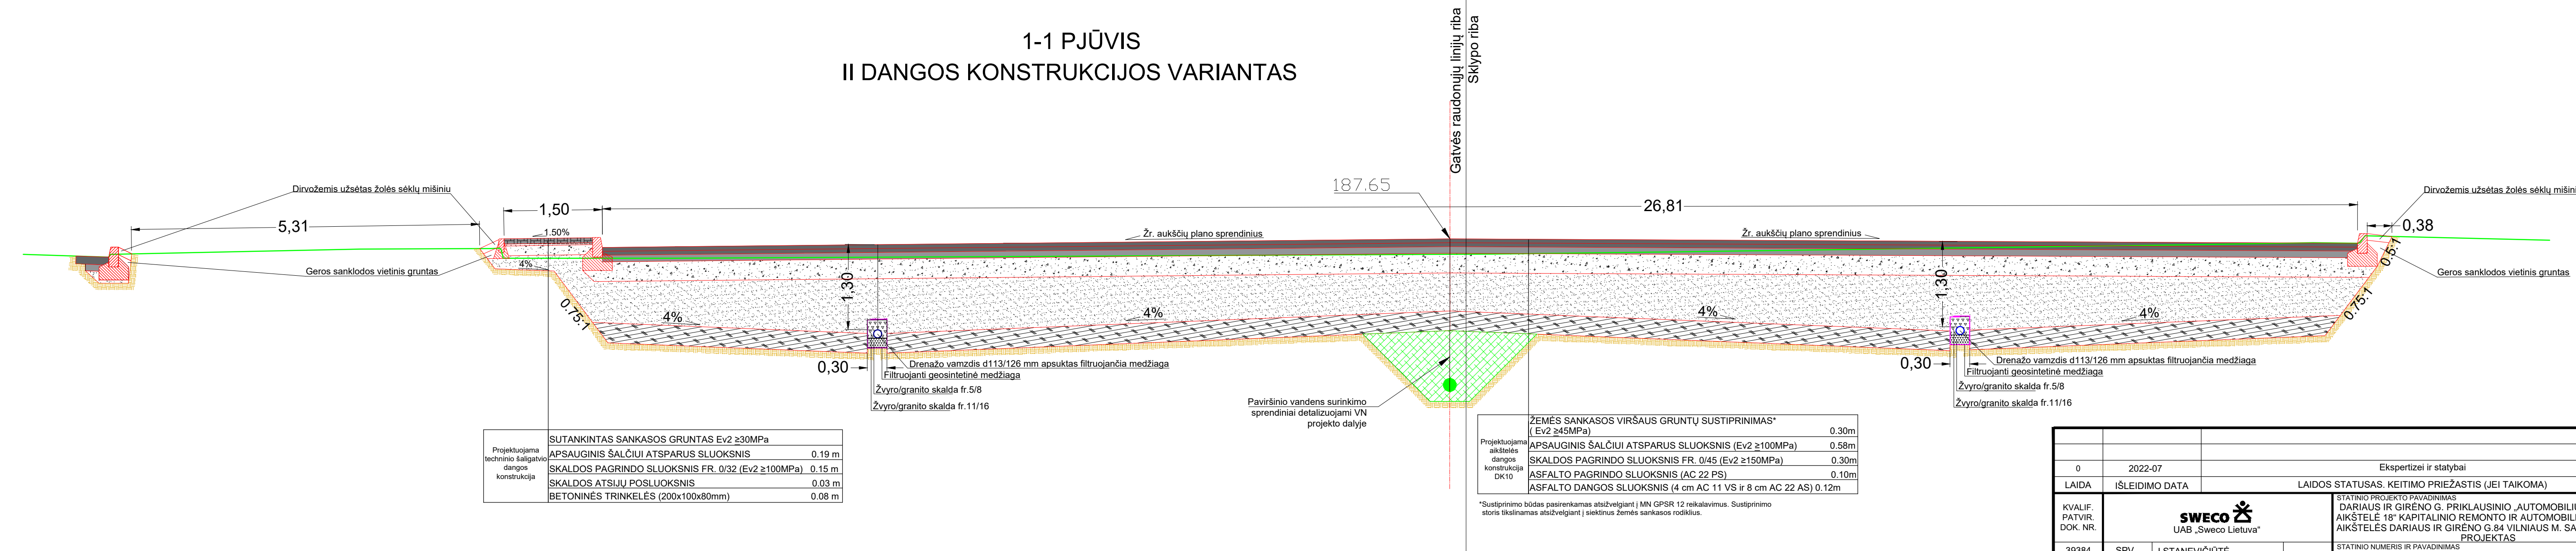 1-1 PJŪVIS
II DANGOS KONSTRUKCIJOS VARIANTAS
Gatvės raudonųjų linijų riba
Sklypo riba
187.65
Dirvožemis užsėtas žolės sėklų mišiniu
5,31
1,50
26,81
Dirvožemis užsėtas žolės sėklų mišini
0,38
1.50%
Žr. aukščių plano sprendinius
Žr. aukščių plano sprendinius
0.5:1
4%
Geros sanklodos vietinis gruntas
Geros sanklodos vietinis gruntas
1,30
1,30
0.75:1
4%
4%
4%
4%
0.75:1
0,30
Drenažo vamzdis d113/126 mm apsuktas filtruojančia medžiaga
Filtruojanti geosintetinė medžiaga
Žvyro/granito skalda fr.5/8
Žvyro/granito skalda fr.11/16
0,30
Drenažo vamzdis d113/126 mm apsuktas filtruojančia medžiaga
Filtruojanti geosintetinė medžiaga
Žvyro/granito skalda fr.5/8
Žvyro/granito skalda fr.11/16
Paviršinio vandens surinkimo
sprendiniai detalizuojami VN
projekto dalyje
Projektuojama
techninio šaligatvio
dangos
konstrukcija
SUTANKINTAS SANKASOS GRUNTAS Ev2 ≥30MPa
APSAUGINIS ŠALČIUI ATSPARUS SLUOKSNIS 0.19 m
SKALDOS PAGRINDO SLUOKSNIS FR. 0/32 (Ev2 ≥100MPa) 0.15 m
SKALDOS ATSIJŲ POSLUOKSNIS 0.03 m
BETONINĖS TRINKELĖS (200x100x80mm) 0.08 m
Projektuojama
aikštelės
dangos
konstrukcija
DK10
ŽEMĖS SANKASOS VIRŠAUS GRUNTŲ SUSTIPRINIMAS*
( Ev2 ≥45MPa) 0.30m
APSAUGINIS ŠALČIUI ATSPARUS SLUOKSNIS (Ev2 ≥100MPa) 0.58m
SKALDOS PAGRINDO SLUOKSNIS FR. 0/45 (Ev2 ≥150MPa) 0.30m
ASFALTO PAGRINDO SLUOKSNIS (AC 22 PS) 0.10m
ASFALTO DANGOS SLUOKSNIS (4 cm AC 11 VS ir 8 cm AC 22 AS) 0.12m
*Sustiprinimo būdas pasirenkamas atsižvelgiant į MN GPSR 12 reikalavimus. Sustiprinimo
storis tikslinamas atsižvelgiant į siektinus žemės sankasos rodiklius.
0 2022-07 Ekspertizei ir statybai
LAIDA IŠLEIDIMO DATA LAIDOS STATUSAS. KEITIMO PRIEŽASTIS (JEI TAIKOMA)
KVALIF.
PATVIR.
DOK. NR.
SWECO
UAB „Sweco Lietuva“
STATINIO PROJEKTO PAVADINIMAS
DARIAUS IR GIRĖNO G. PRIKLAUSINIO „AUTOMOBILI
AIKŠTELĖ 18“ KAPITALINIO REMONTO IR AUTOMOBIL
AIKŠTELĖS DARIAUS IR GIRĖNO G.84 VILNIAUS M. SA
PROJEKTAS
39384 SPV I.STANEVIČIŪTĖ
STATINIO NUMERIS IR PAVADINIMAS